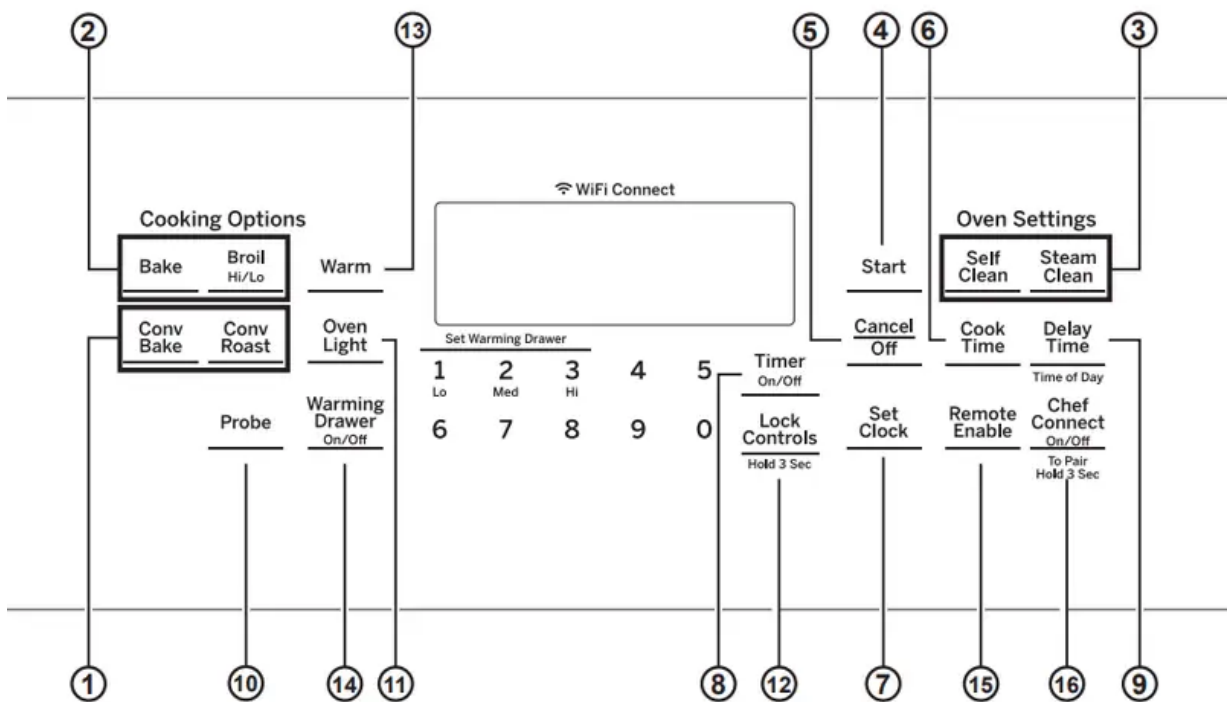 2
13
5
4
6
3
WiFi Connect
Cooking Options
Oven Settings
Bake
Broil
Hi/Lo
Warm
Start
Self
Clean
Steam
Clean
Conv
Bake
Conv
Roast
Oven
Light
Set Warming Drawer
1
Lo
2
Med
3
Hi
4
5
Timer
On/Off
Cancel
Off
Cook
Time
Delay
Time
Time of Day
Probe
Warming
Drawer
On/Off
6
7
8
9
0
Lock
Controls
Hold 3 Sec
Set
Clock
Remote
Enable
Chef
Connect
On/Off
To Pair
Hold 3 Sec
1
10
14
11
8
12
7
15
16
9